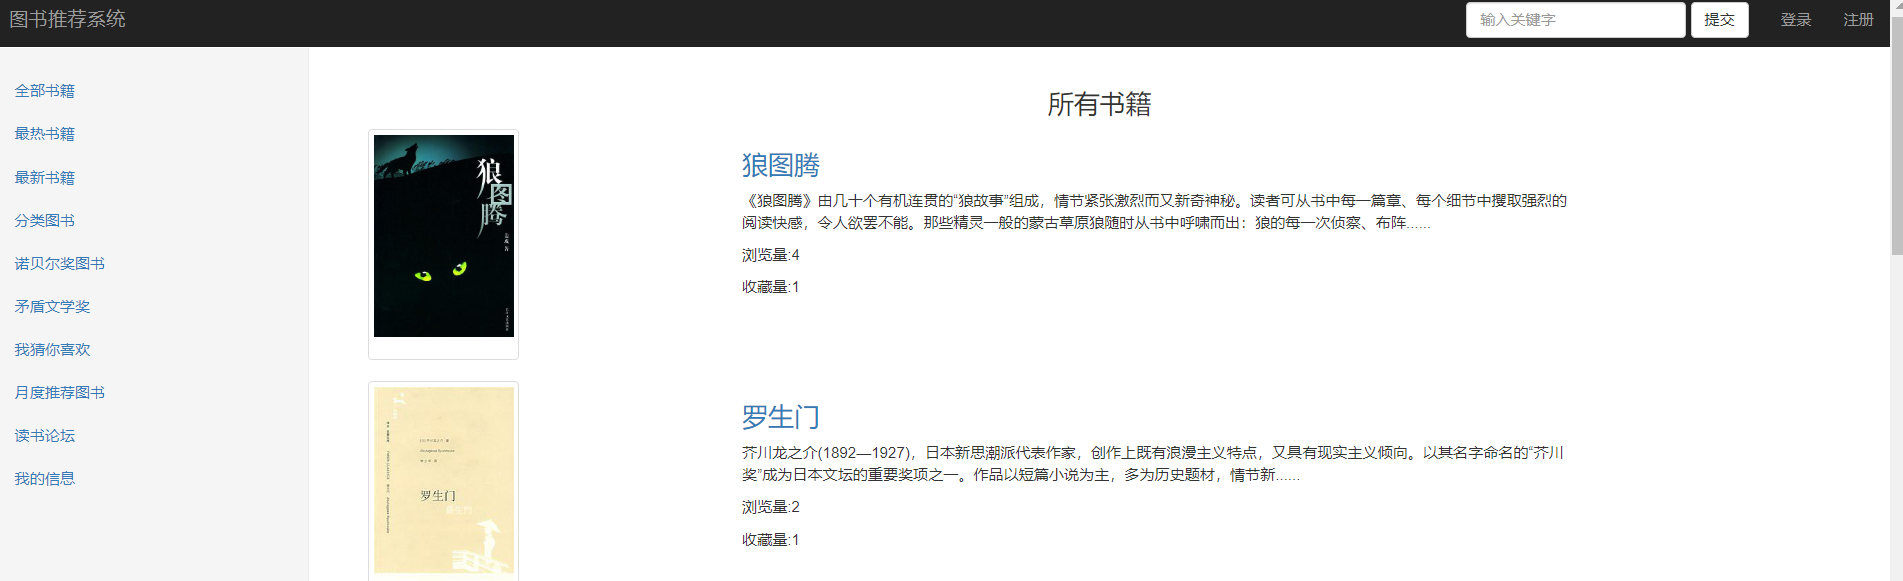 图书推荐系统
输入关键字
提交
登录
注册
全部书籍
最热书籍
最新书籍
分类图书
诺贝尔奖图书
矛盾文学奖
我猜你喜欢
月度推荐图书
读书论坛
我的信息
所有书籍
狼
图
腾
狼图腾
《狼图腾》由几十个有机连贯的“狼故事”组成，情节紧张激烈而又新奇神秘。读者可从书中每一篇章、每个细节中攫取强烈的
阅读快感，令人欲罢不能。那些精灵一般的蒙古草原狼随时从书中呼啸而出：狼的每一次侦察、布阵......
浏览量:4
收藏量:1
罗生门
罗生门
芥川龙之介(1892—1927)，日本新思潮派代表作家，创作上既有浪漫主义特点，又具有现实主义倾向。以其名字命名的“芥川
奖”成为日本文坛的重要奖项之一。作品以短篇小说为主，多为历史题材，情节新......
浏览量:2
收藏量:1